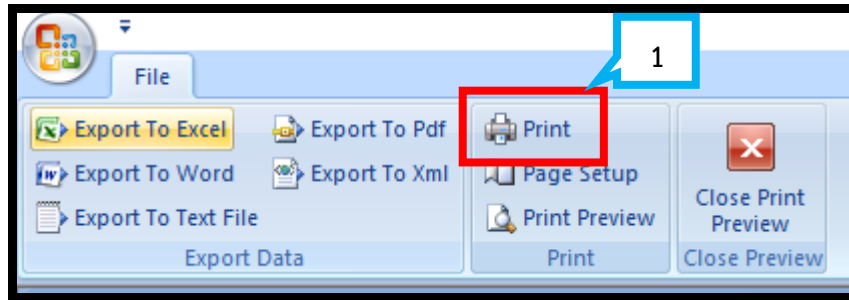 1
File
Export To Excel
Export To Pdf
Print
Export To Word
Export To Xml
Page Setup
Close Print
Preview
Export To Text File
Print Preview
Export Data
Print
Close Preview